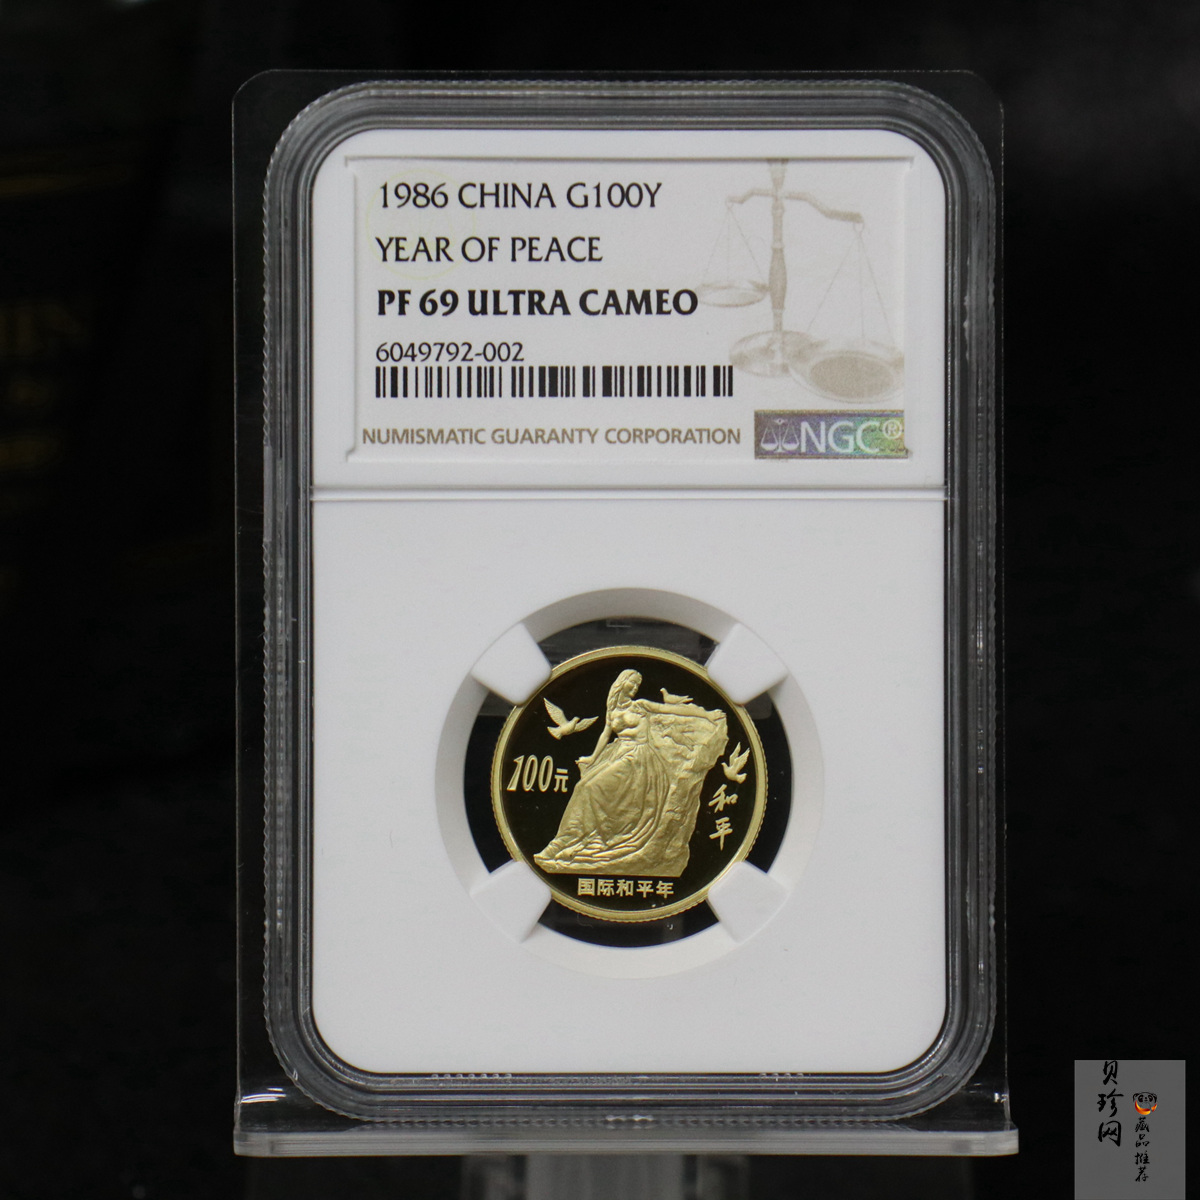 1986 CHINA G100Y
YEAR OF PEACE
PF 69 ULTRA CAMEO
6049792-002
NUMISMATIC GUARANTY CORPORATION
NGC®
100元
和平
国际和平年
贝珍网
藏品推荐